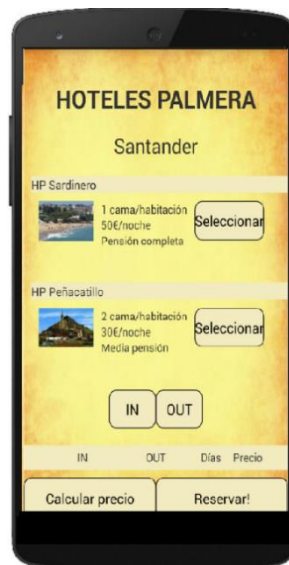 HOTELES PALMERA
Santander
HP Sardinero
1 cama/habitación
50€/noche
Pensión completa
Seleccionar
HP Peñacatillo
2 cama/habitación
30€/noche
Media pensión
Seleccionar
IN OUT
IN OUT Días Precio
Calcular precio Reservar!